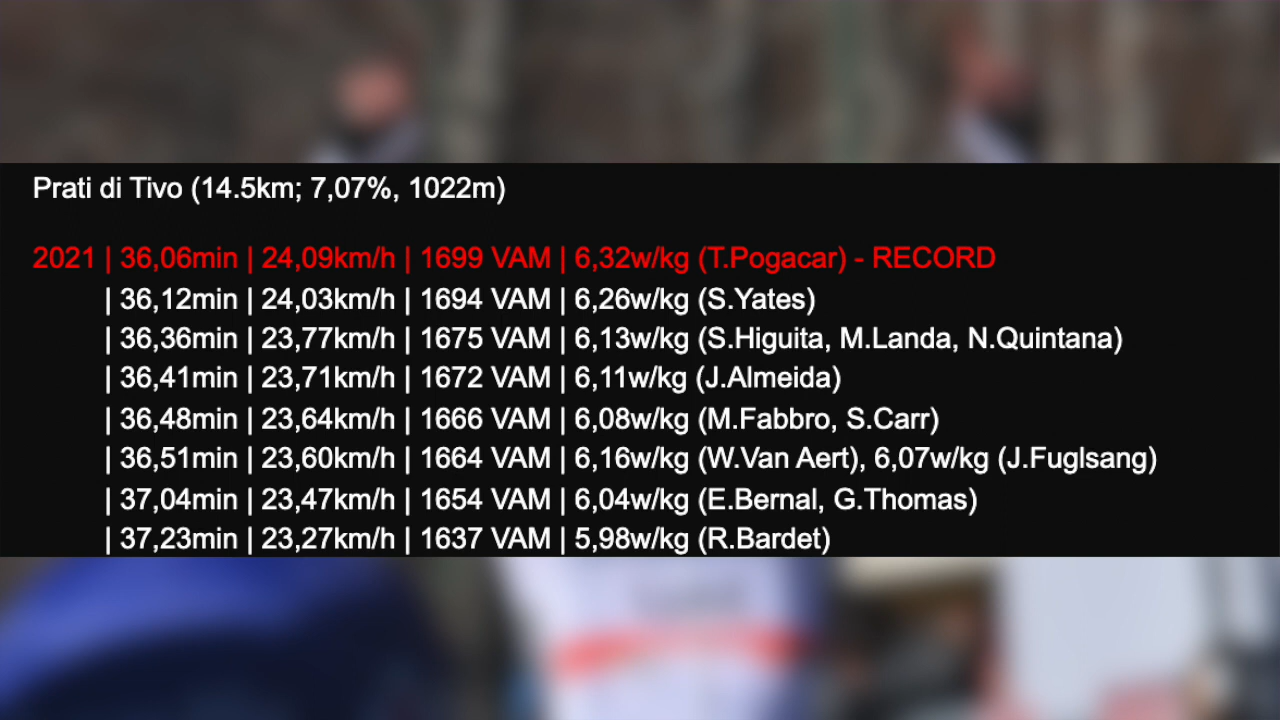 Prati di Tivo (14.5km; 7,07%, 1022m)
2021 | 36,06min | 24,09km/h | 1699 VAM | 6,32w/kg (T.Pogacar) - RECORD
| 36,12min | 24,03km/h | 1694 VAM | 6,26w/kg (S.Yates)
| 36,36min | 23,77km/h | 1675 VAM | 6,13w/kg (S.Higuita, M.Landa, N.Quintana)
| 36,41min | 23,71km/h | 1672 VAM | 6,11w/kg (J.Almeida)
| 36,48min | 23,64km/h | 1666 VAM | 6,08w/kg (M.Fabbro, S.Carr)
| 36,51min | 23,60km/h | 1664 VAM | 6,16w/kg (W.Van Aert), 6,07w/kg (J.Fuglsang)
| 37,04min | 23,47km/h | 1654 VAM | 6,04w/kg (E.Bernal, G.Thomas)
| 37,23min | 23,27km/h | 1637 VAM | 5,98w/kg (R.Bardet)